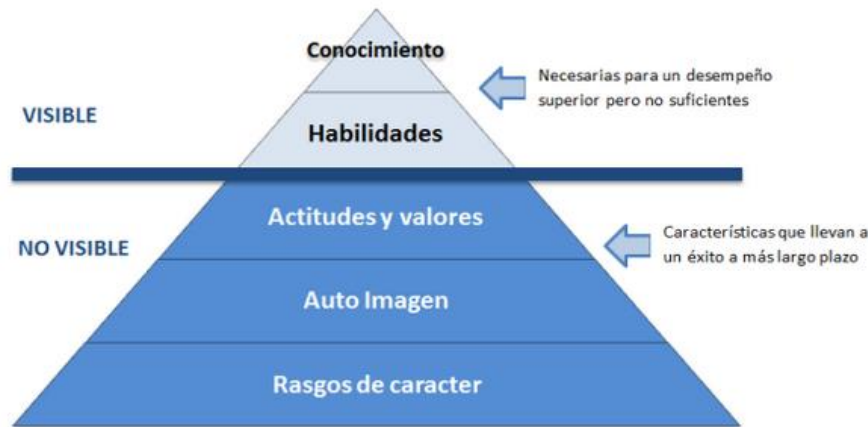 Conocimiento
Necesarias para un desempeño
superior pero no suficientes
VISIBLE
Habilidades
Actitudes y valores
NO VISIBLE
Características que llevan a
un éxito a más largo plazo
Auto Imagen
Rasgos de caracter